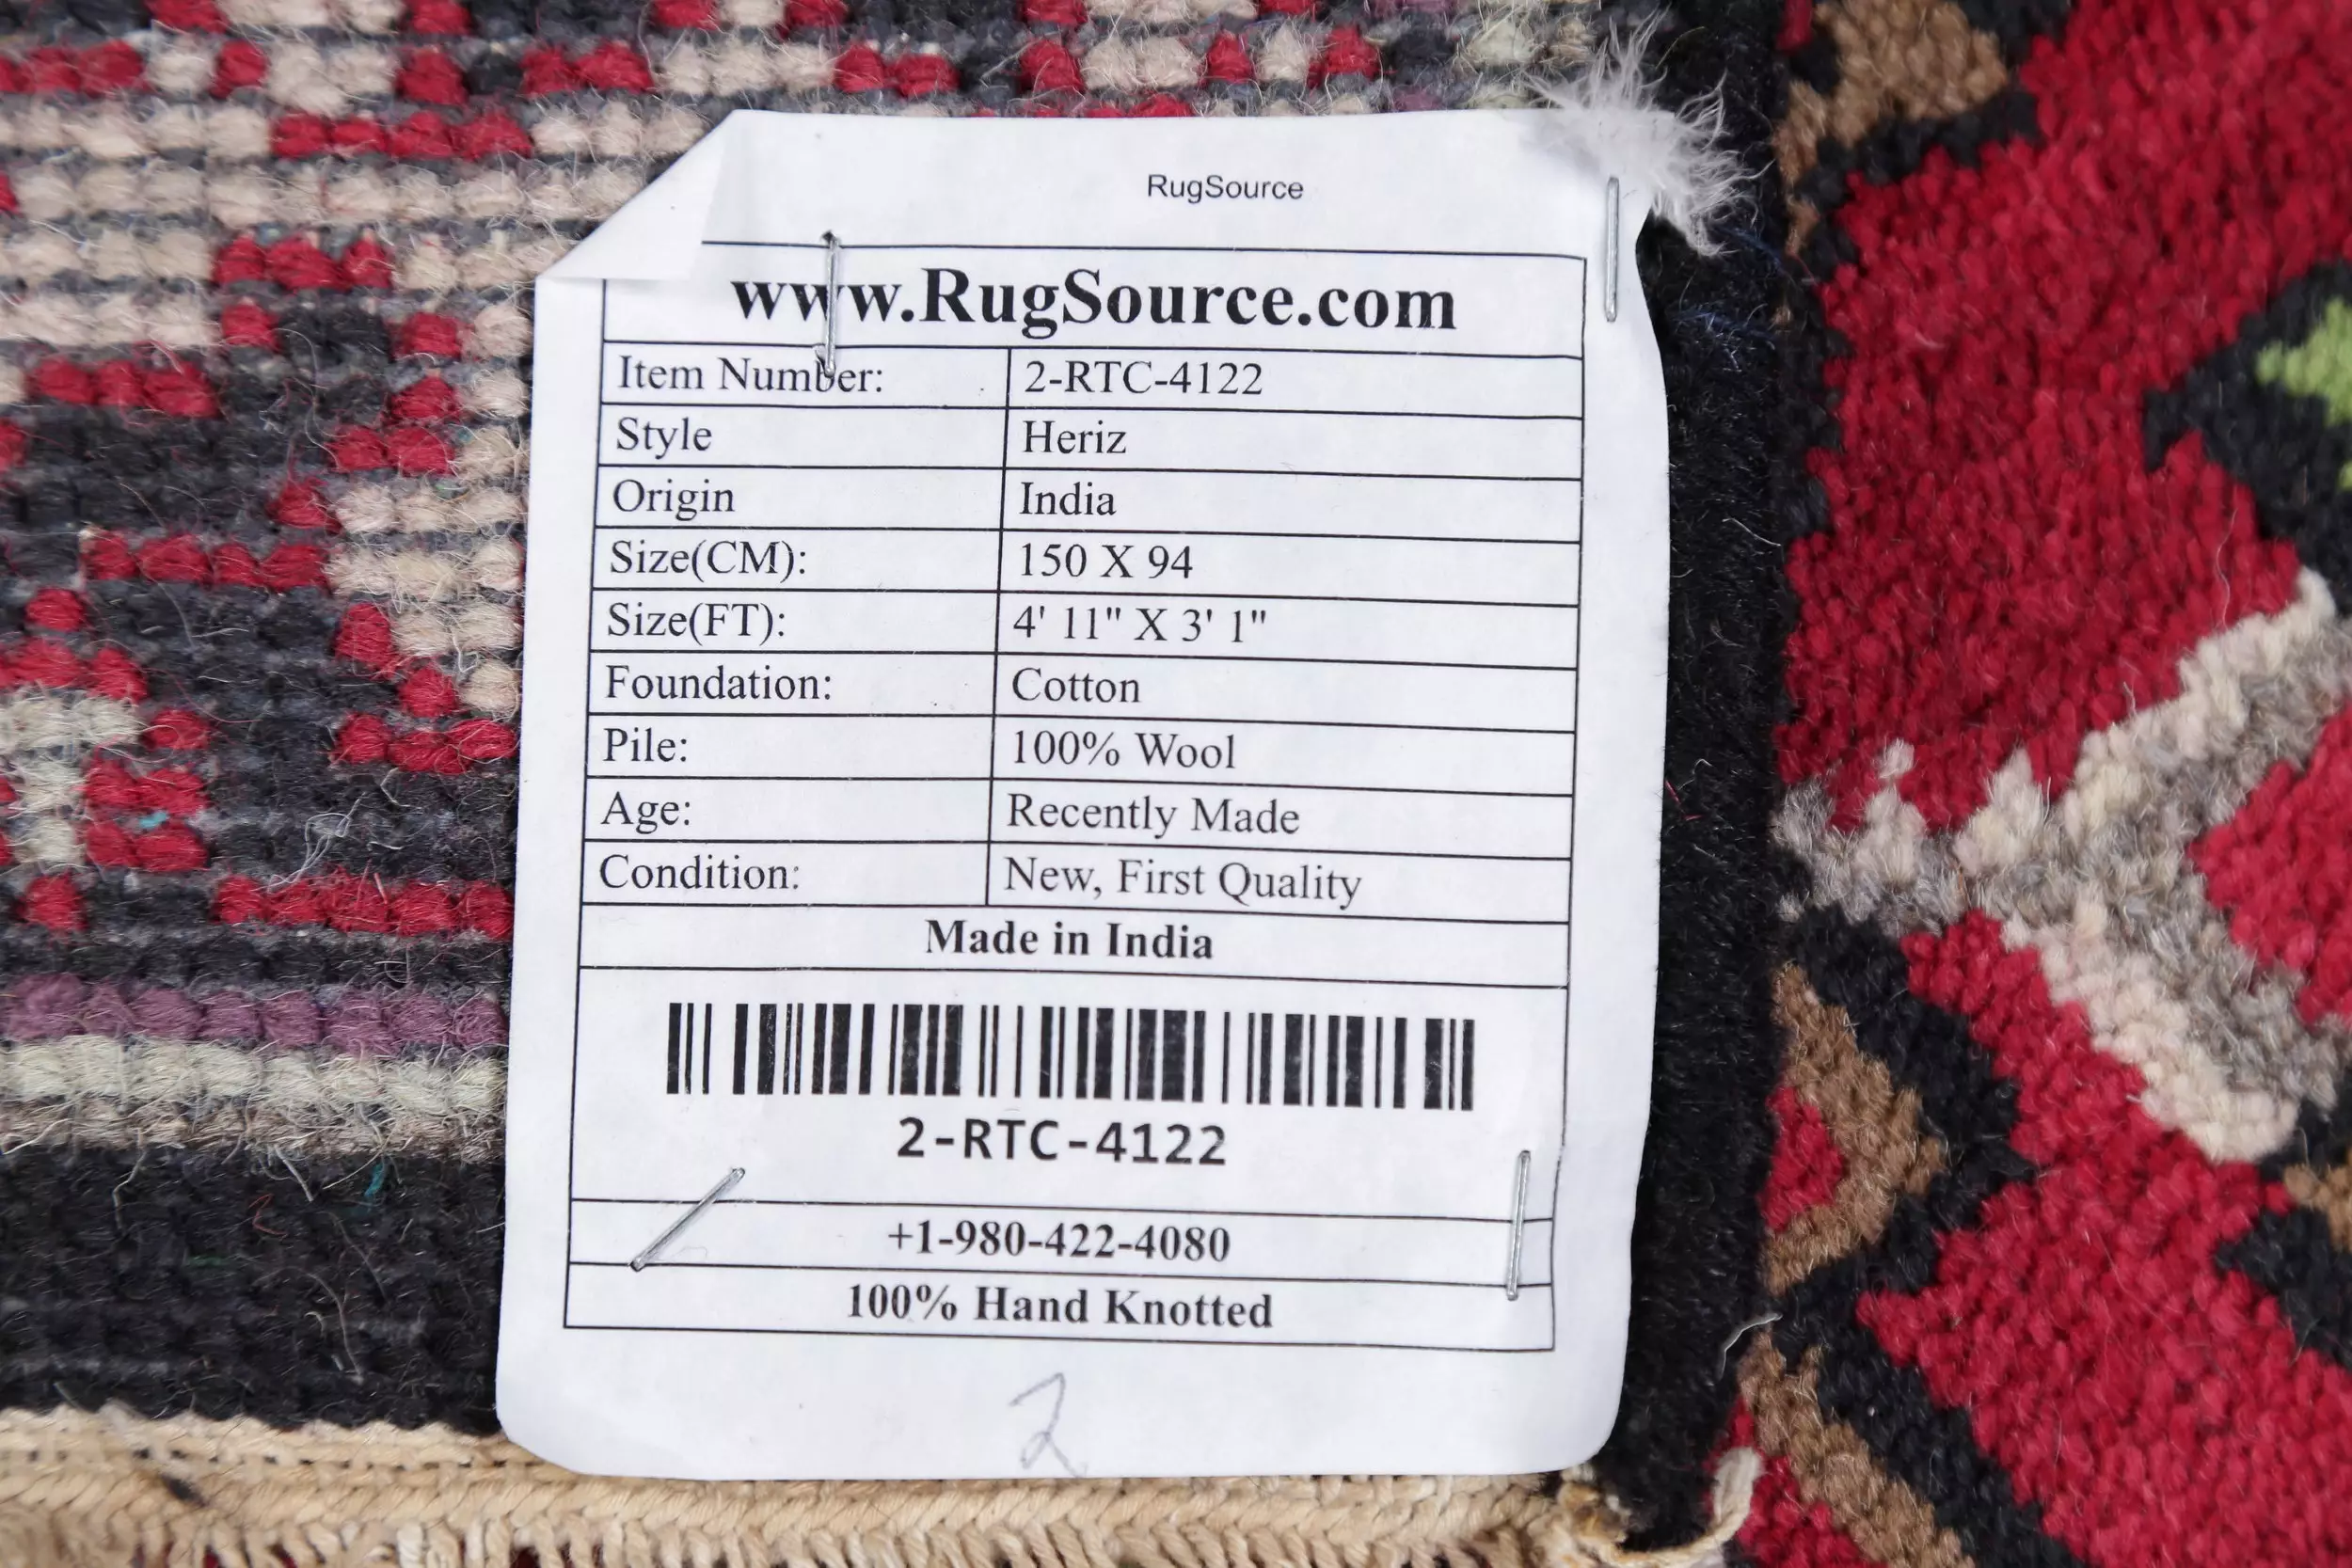 RugSource
www.RugSource.com
Item Number: 2-RTC-4122
Style Heriz
Origin India
Size(CM): 150 X 94
Size(FT): 4' 11" X 3' 1"
Foundation: Cotton
Pile: 100% Wool
Age: Recently Made
Condition: New, First Quality
Made in India
2-RTC-4122
+1-980-422-4080
100% Hand Knotted
2